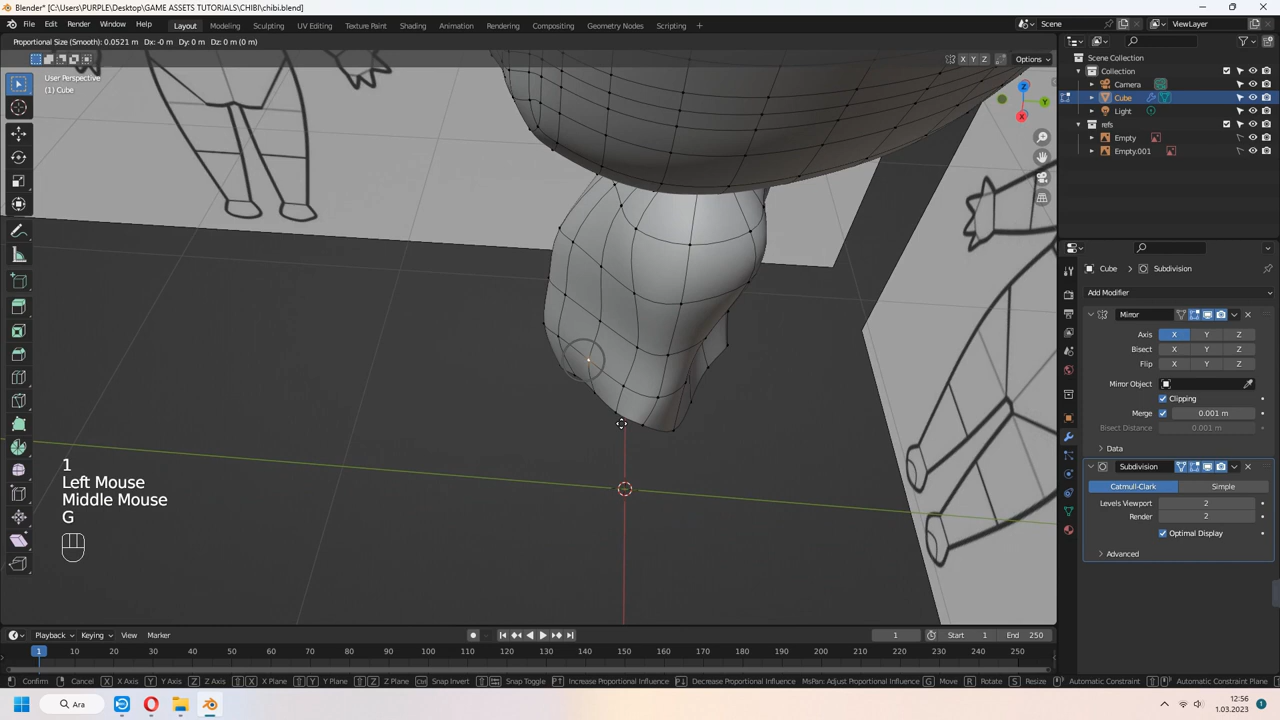 Blender* [C:\Users\PURPLE\Desktop\GAME ASSETS TUTORIALS\CHIBI\chibi.blend]
File Edit Render Window Help Layout Modeling Sculpting UV Editing Texture Paint Shading Animation Rendering Compositing Geometry Nodes Scripting + Scene ViewLayer
Proportional Size (Smooth): 0.0521 m Dx: -0 m Dy: 0 m Dz: 0 m (0 m)
X Y Z Options
User Perspective
(1) Cube
Scene Collection
Collection
Camera
Cube
Light
refs
Empty
Empty.001
Cube > Subdivision
Add Modifier
Mirror
Axis X Y Z
Bisect X Y Z
Flip X Y Z
Mirror Object
Clipping
Merge 0.001 m
Bisect Distance 0.001 m
Data
Subdivision
Catmull-Clark Simple
Levels Viewport 2
Render 2
Optimal Display
Advanced
1
Left Mouse
Middle Mouse
G
Playback Keying View Marker 1 Start 1 End 250
1 10 20 30 40 50 60 70 80 90 100 110 120 130 140 150 160 170 180 190 200 210 220 230 240 250
Confirm Cancel X X Axis Y Y Axis Z Z Axis X X Plane Y Y Plane Z Z Plane Snap Invert Snap Toggle Increase Proportional Influence Decrease Proportional Influence MsPan: Adjust Proportional Influence G Move R Rotate S Resize Automatic Constraint Automatic Constraint Plane
Ara
12:56
1.03.2023